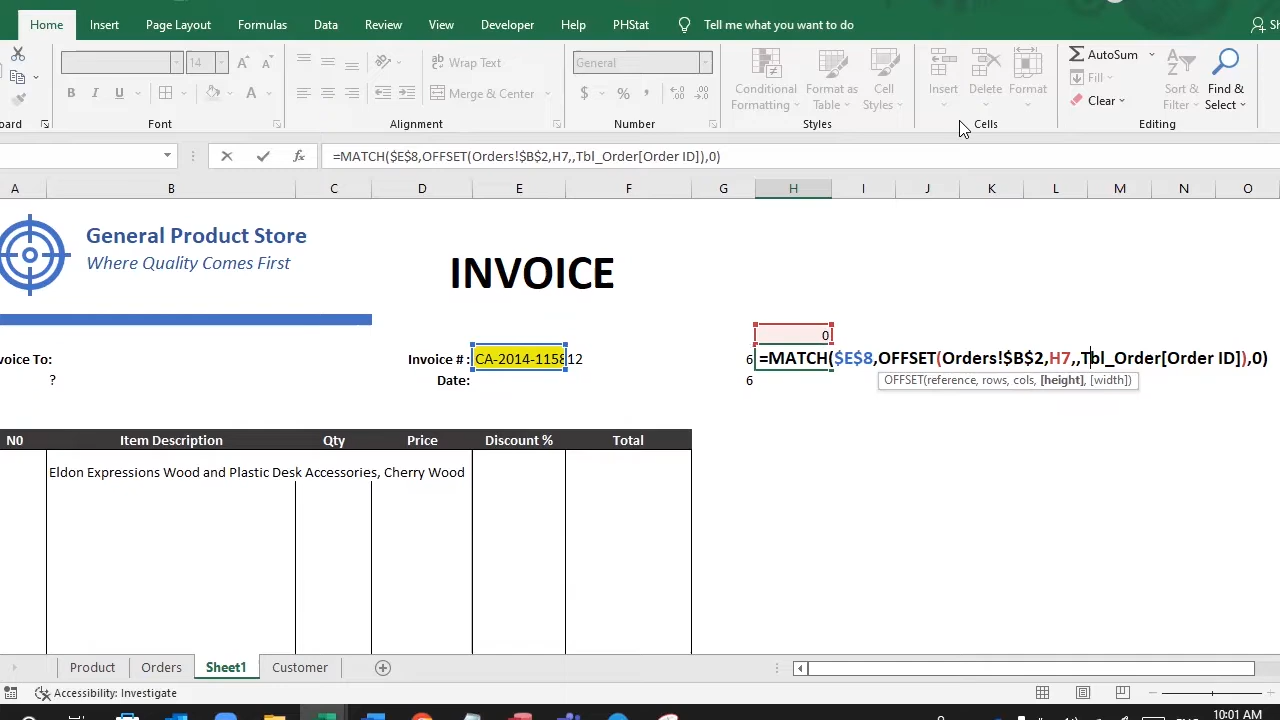 Home Insert Page Layout Formulas Data Review View Developer Help PHStat Tell me what you want to do
14 A A ab Wrap Text General AutoSum
Fill
B I U A Merge & Center $ % , Conditional Format as Cell Insert Delete Format Clear Sort & Find &
Formatting Table Styles Filter Select
Font Alignment Number Styles Cells Editing
fx =MATCH($E$8,OFFSET(Orders!$B$2,H7,,Tbl_Order[Order ID]),0)
A B C D E F G H I J K L M N O
General Product Store
Where Quality Comes First
INVOICE
0
Invoice # : CA-2014-115812 6 =MATCH($E$8,OFFSET(Orders!$B$2,H7,,Tbl_Order[Order ID]),0)
? Date: 6 OFFSET(reference, rows, cols, [height], [width])
N0 Item Description Qty Price Discount % Total
Eldon Expressions Wood and Plastic Desk Accessories, Cherry Wood
Product Orders Sheet1 Customer
Accessibility: Investigate
10:01 AM